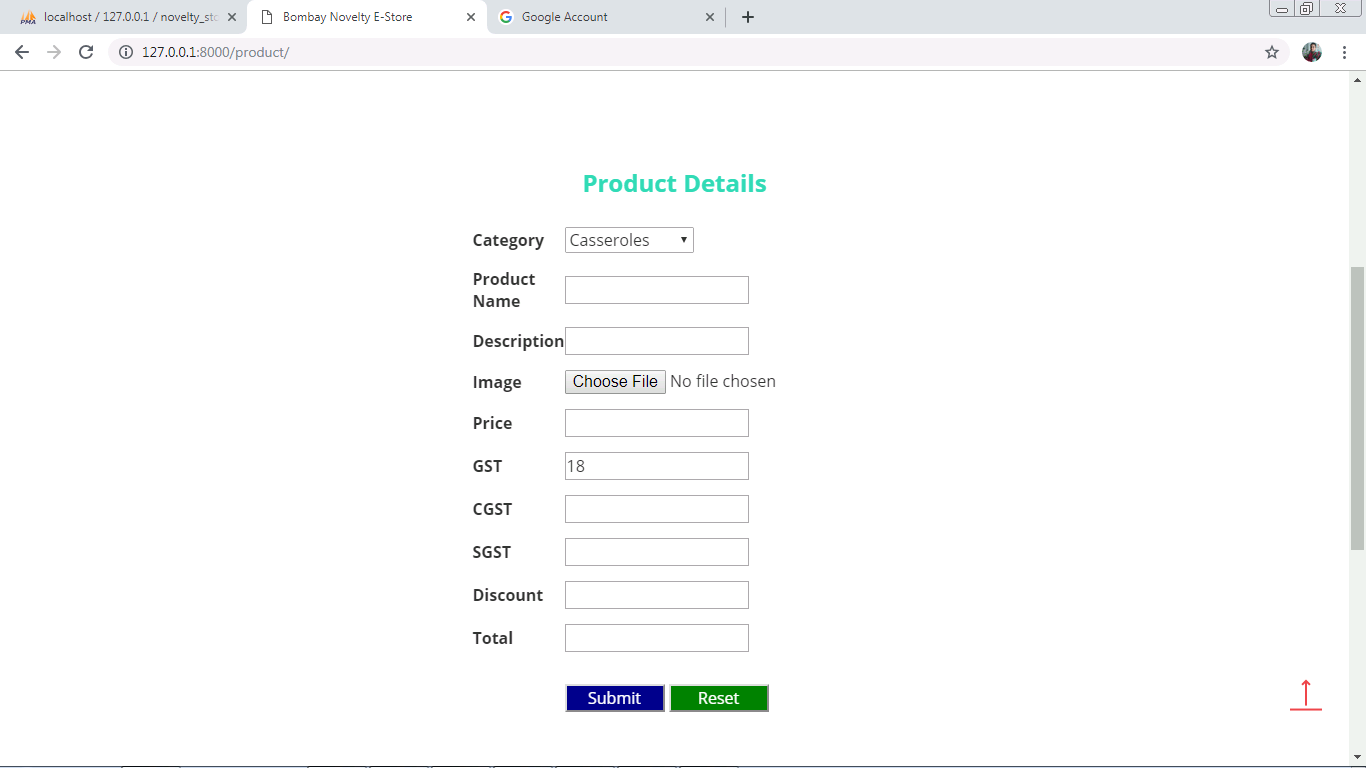 PMA localhost / 127.0.0.1 / novelty_sto
Bombay Novelty E-Store
Google Account
127.0.0.1:8000/product/
Product Details
Category Casseroles
Product
Name
Description
Image Choose File No file chosen
Price
GST 18
CGST
SGST
Discount
Total
Submit Reset